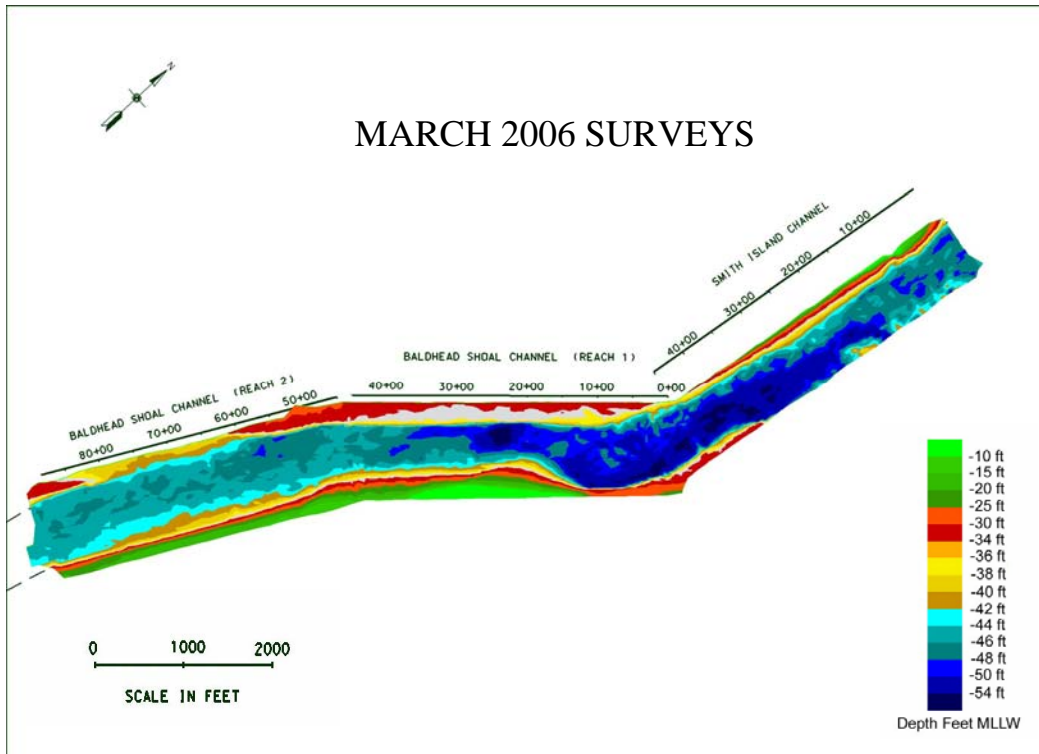 N
MARCH 2006 SURVEYS
SMITH ISLAND CHANNEL
10+00
20+00
30+00
40+00
BALDHEAD SHOAL CHANNEL (REACH 1)
40+00 30+00 20+00 10+00 0+00
BALDHEAD SHOAL CHANNEL (REACH 2)
80+00 70+00 60+00 50+00
0 1000 2000
SCALE IN FEET
-10 ft
-15 ft
-20 ft
-25 ft
-30 ft
-34 ft
-36 ft
-38 ft
-40 ft
-42 ft
-44 ft
-46 ft
-48 ft
-50 ft
-54 ft
Depth Feet MLLW